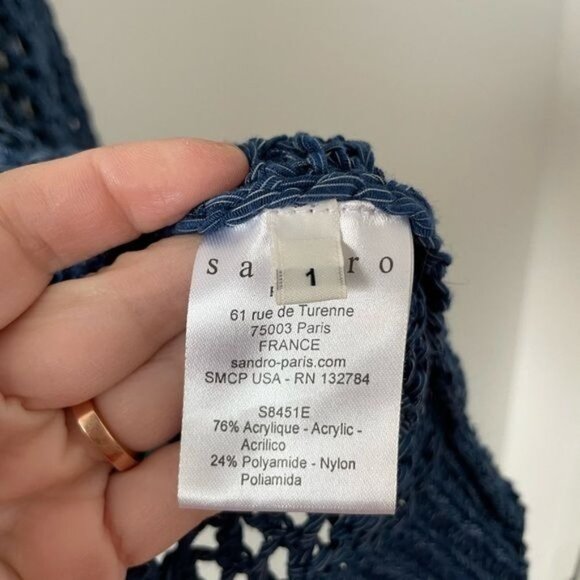 sa ro
1
61 rue de Turenne
75003 Paris
FRANCE
sandro-paris.com
SMCP USA - RN 132784
S8451E
76% Acrylique - Acrylic -
Acrilico
24% Polyamide - Nylon
Poliamida